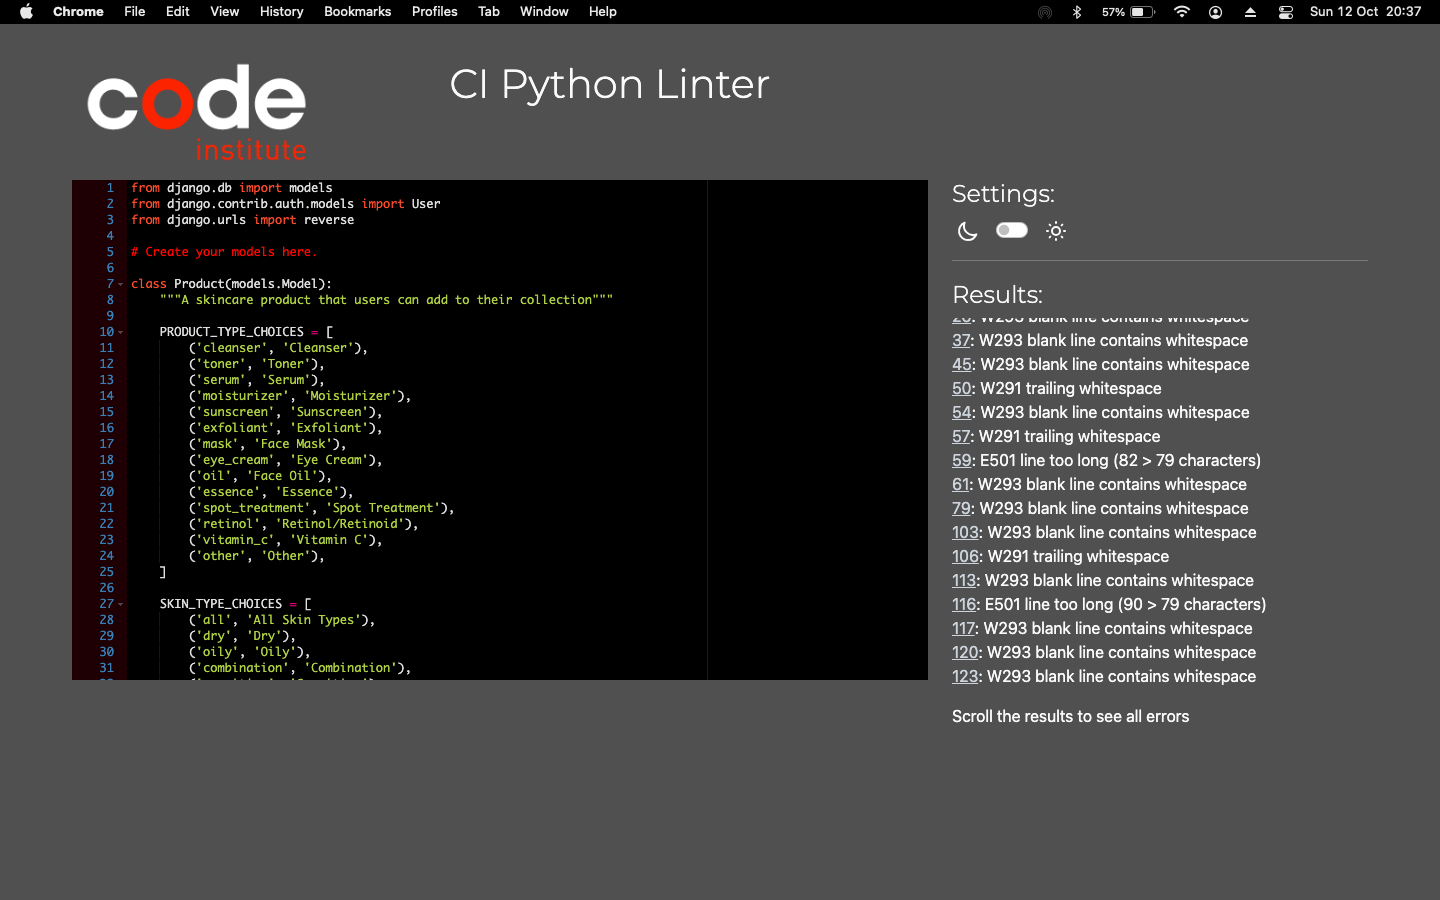 Chrome File Edit View History Bookmarks Profiles Tab Window Help 57% Sun 12 Oct 20:37
code
institute
CI Python Linter
1 from django.db import models
2 from django.contrib.auth.models import User
3 from django.urls import reverse
4
5 # Create your models here.
6
7 class Product(models.Model):
8 """A skincare product that users can add to their collection"""
9
10 PRODUCT_TYPE_CHOICES = [
11 ('cleanser', 'Cleanser'),
12 ('toner', 'Toner'),
13 ('serum', 'Serum'),
14 ('moisturizer', 'Moisturizer'),
15 ('sunscreen', 'Sunscreen'),
16 ('exfoliant', 'Exfoliant'),
17 ('mask', 'Face Mask'),
18 ('eye_cream', 'Eye Cream'),
19 ('oil', 'Face Oil'),
20 ('essence', 'Essence'),
21 ('spot_treatment', 'Spot Treatment'),
22 ('retinol', 'Retinol/Retinoid'),
23 ('vitamin_c', 'Vitamin C'),
24 ('other', 'Other'),
25 ]
26
27 SKIN_TYPE_CHOICES = [
28 ('all', 'All Skin Types'),
29 ('dry', 'Dry'),
30 ('oily', 'Oily'),
31 ('combination', 'Combination'),
Settings:
Results:
: W293 blank line contains whitespace
37: W293 blank line contains whitespace
45: W293 blank line contains whitespace
50: W291 trailing whitespace
54: W293 blank line contains whitespace
57: W291 trailing whitespace
59: E501 line too long (82 > 79 characters)
61: W293 blank line contains whitespace
79: W293 blank line contains whitespace
103: W293 blank line contains whitespace
106: W291 trailing whitespace
113: W293 blank line contains whitespace
116: E501 line too long (90 > 79 characters)
117: W293 blank line contains whitespace
120: W293 blank line contains whitespace
123: W293 blank line contains whitespace
Scroll the results to see all errors